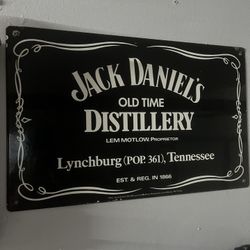 JACK DANIEL'S
OLD TIME
DISTILLERY
LEM MOTLOW, PROPRIETOR
Lynchburg (POP. 361), Tennessee
EST. & REG. IN 1866